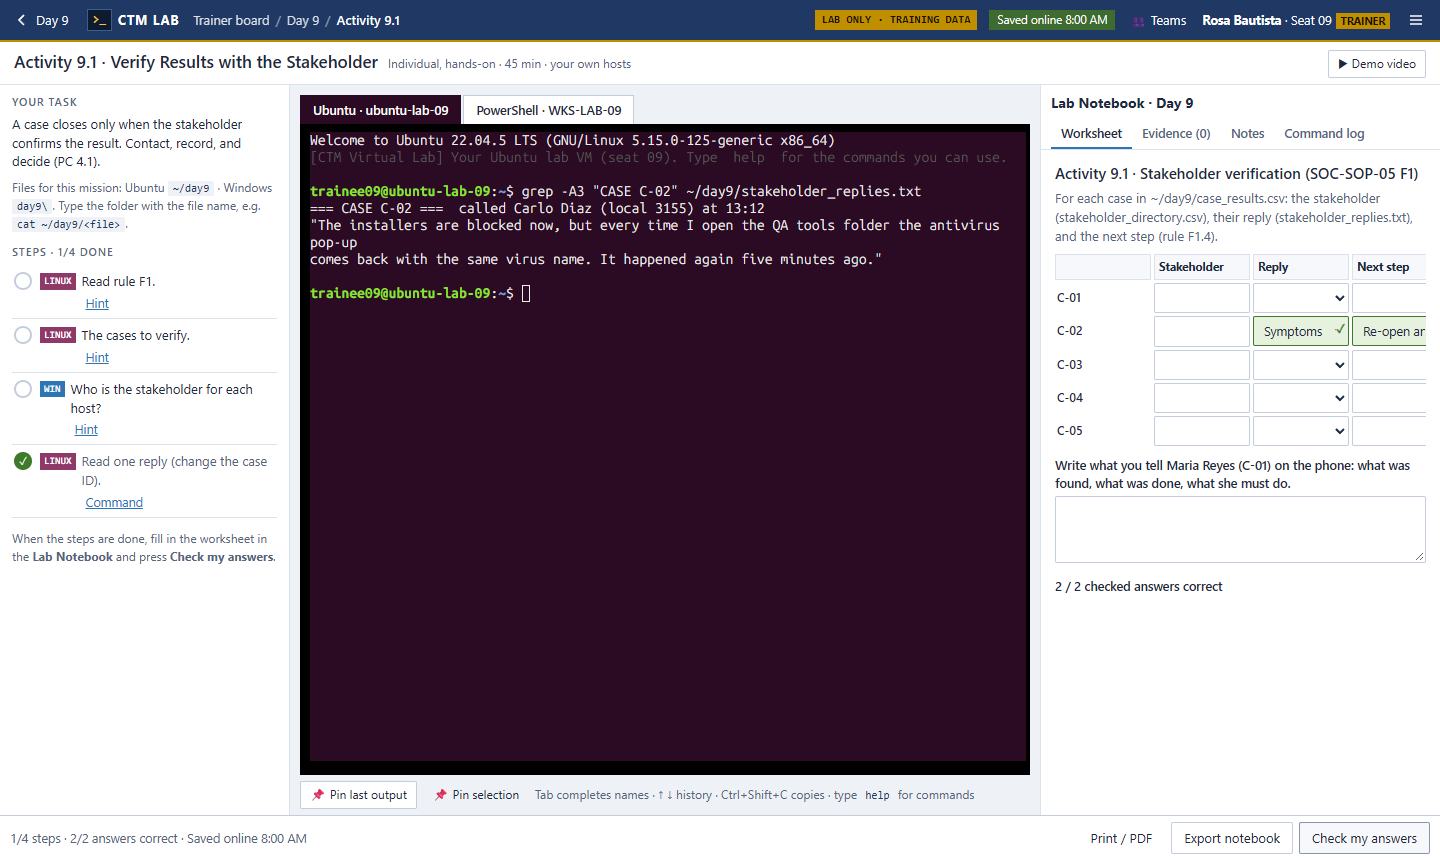 Day 9
>_ CTM LAB
Trainer board / Day 9 / Activity 9.1
LAB ONLY · TRAINING DATA
Saved online 8:00 AM
Teams
Rosa Bautista · Seat 09 TRAINER
Activity 9.1 · Verify Results with the Stakeholder
Individual, hands-on · 45 min · your own hosts
▶ Demo video
YOUR TASK
A case closes only when the stakeholder
confirms the result. Contact, record, and
decide (PC 4.1).
Files for this mission: Ubuntu ~/day9 · Windows
day9\ . Type the folder with the file name, e.g.
cat ~/day9/<file> .
STEPS · 1/4 DONE
LINUX Read rule F1.
Hint
LINUX The cases to verify.
Hint
WIN Who is the stakeholder for each
host?
Hint
LINUX Read one reply (change the case
ID).
Command
When the steps are done, fill in the worksheet in
the Lab Notebook and press Check my answers.
Ubuntu · ubuntu-lab-09
PowerShell · WKS-LAB-09
Welcome to Ubuntu 22.04.5 LTS (GNU/Linux 5.15.0-125-generic x86_64)
[CTM Virtual Lab] Your Ubuntu lab VM (seat 09). Type help for the commands you can use.
trainee09@ubuntu-lab-09:~$ grep -A3 "CASE C-02" ~/day9/stakeholder_replies.txt
=== CASE C-02 === called Carlo Diaz (local 3155) at 13:12
"The installers are blocked now, but every time I open the QA tools folder the antivirus
pop-up
comes back with the same virus name. It happened again five minutes ago."
trainee09@ubuntu-lab-09:~$
Pin last output
Pin selection
Tab completes names · ↑↓ history · Ctrl+Shift+C copies · type help for commands
Lab Notebook · Day 9
Worksheet
Evidence (0)
Notes
Command log
Activity 9.1 · Stakeholder verification (SOC-SOP-05 F1)
For each case in ~/day9/case_results.csv: the stakeholder
(stakeholder_directory.csv), their reply (stakeholder_replies.txt),
and the next step (rule F1.4).
Stakeholder Reply Next step
C-01
C-02 Symptoms ✓ Re-open ar
C-03
C-04
C-05
Write what you tell Maria Reyes (C-01) on the phone: what was
found, what was done, what she must do.
2 / 2 checked answers correct
1/4 steps · 2/2 answers correct · Saved online 8:00 AM
Print / PDF
Export notebook
Check my answers